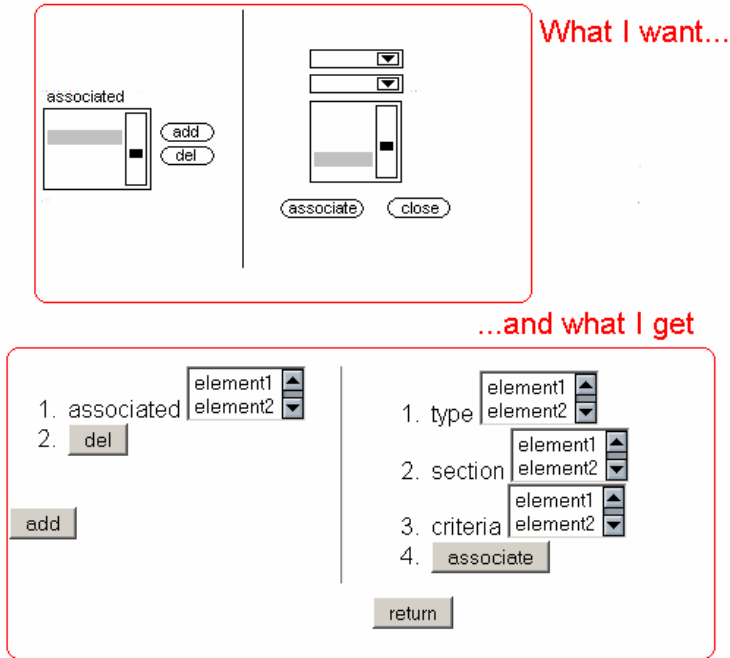 What I want...
associated
add
del
associate
close
...and what I get
1. associated
element1
element2
2. del
add
1. type
element1
element2
2. section
element1
element2
3. criteria
element1
element2
4. associate
return